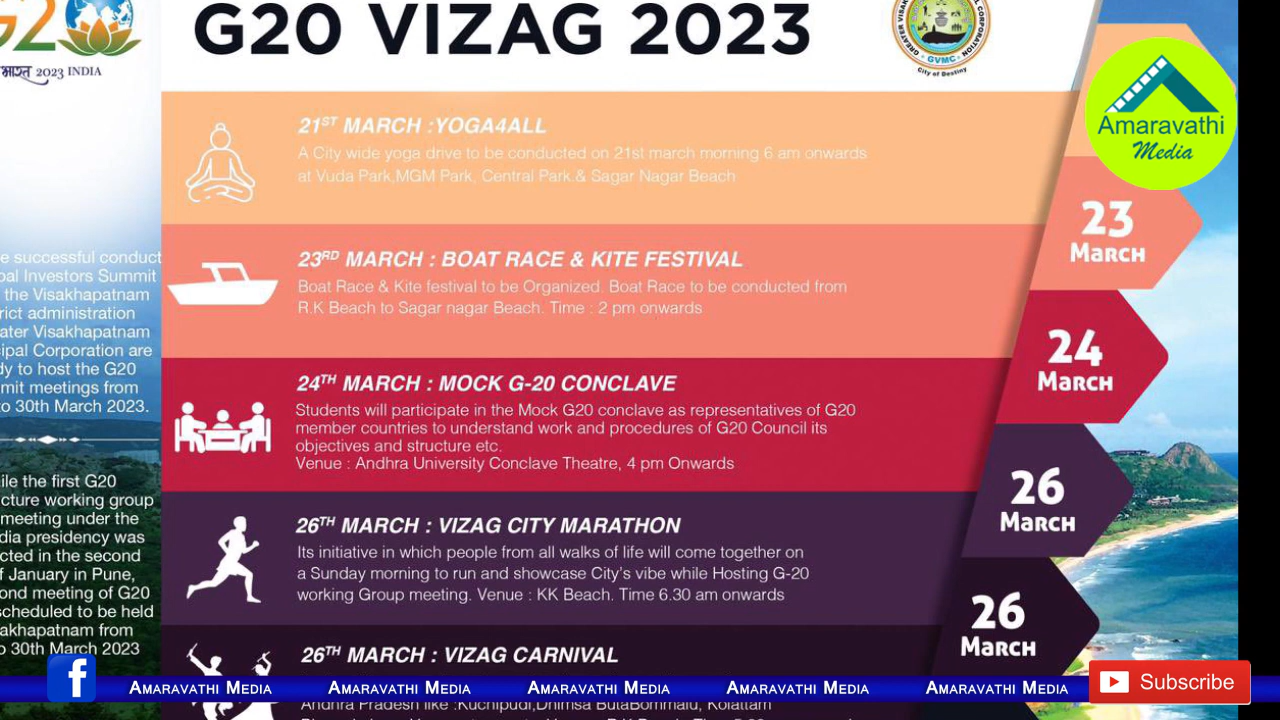 G20 VIZAG 2023
G2
भारत 2023 INDIA
GVMC
City of Destiny
Amaravathi
Media
21ST MARCH :YOGA4ALL
A City wide yoga drive to be conducted on 21st march morning 6 am onwards
at Vuda Park,MGM Park, Central Park.& Sagar Nagar Beach
23
MARCH
23RD MARCH : BOAT RACE & KITE FESTIVAL
Boat Race & Kite festival to be Organized. Boat Race to be conducted from
R.K Beach to Sagar nagar Beach. Time : 2 pm onwards
24
MARCH
24TH MARCH : MOCK G-20 CONCLAVE
Students will participate in the Mock G20 conclave as representatives of G20
member countries to understand work and procedures of G20 Council its
objectives and structure etc.
Venue : Andhra University Conclave Theatre, 4 pm Onwards
26
MARCH
26TH MARCH : VIZAG CITY MARATHON
Its initiative in which people from all walks of life will come together on
a Sunday morning to run and showcase City's vibe while Hosting G-20
working Group meeting. Venue : KK Beach. Time 6.30 am onwards
26
MARCH
26TH MARCH : VIZAG CARNIVAL
Andhra Pradesh like :Kuchipudi,Dhimsa ButaBommalu, Kolattam
e successful conduct
bal Investors Summit
the Visakhapatnam
rict administration
ater Visakhapatnam
cipal Corporation are
dy to host the G20
mit meetings from
o 30th March 2023.
ile the first G20
cture working group
meeting under the
dia presidency was
cted in the second
f January in Pune,
ond meeting of G20
scheduled to be held
akhapatnam from
o 30th March 2023
f
AMARAVATHI MEDIA AMARAVATHI MEDIA AMARAVATHI MEDIA AMARAVATHI MEDIA AMARAVATHI MEDIA
Subscribe